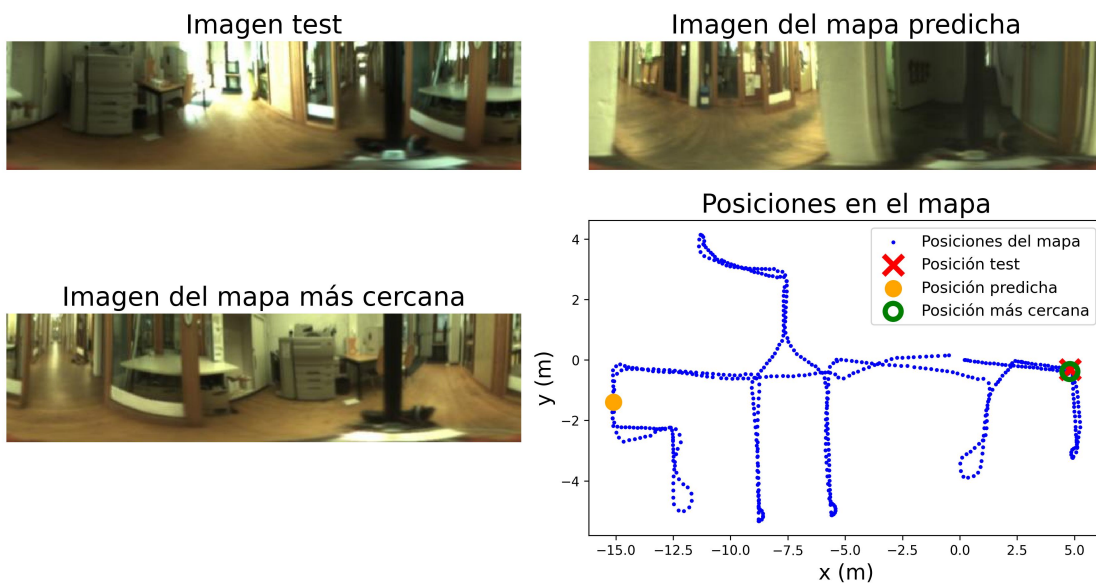 Imagen test
Imagen del mapa predicha
Imagen del mapa más cercana
Posiciones en el mapa
Posiciones del mapa
Posición test
Posición predicha
Posición más cercana
y (m)
4
2
0
−2
−4
−15.0 −12.5 −10.0 −7.5 −5.0 −2.5 0.0 2.5 5.0
x (m)